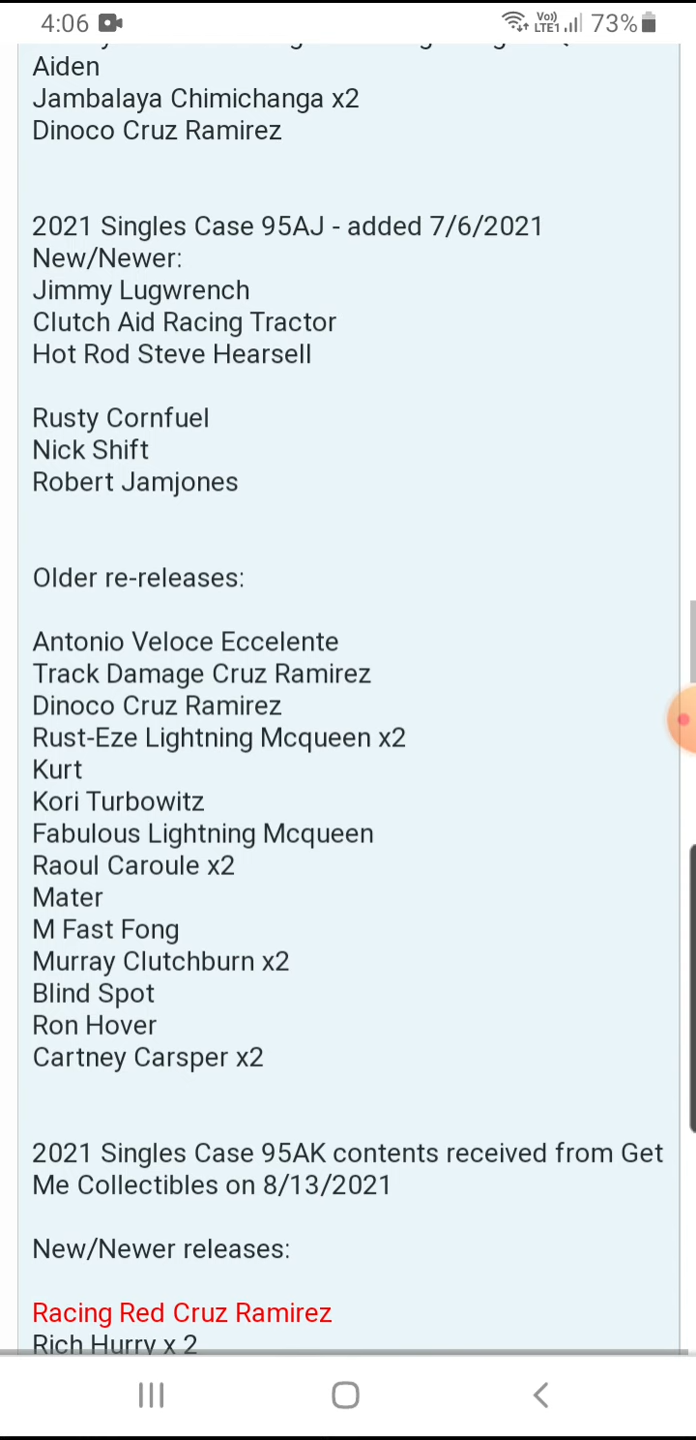 4:06
Vo)) LTE1 73%
Aiden
Jambalaya Chimichanga x2
Dinoco Cruz Ramirez
2021 Singles Case 95AJ - added 7/6/2021
New/Newer:
Jimmy Lugwrench
Clutch Aid Racing Tractor
Hot Rod Steve Hearsell
Rusty Cornfuel
Nick Shift
Robert Jamjones
Older re-releases:
Antonio Veloce Eccelente
Track Damage Cruz Ramirez
Dinoco Cruz Ramirez
Rust-Eze Lightning Mcqueen x2
Kurt
Kori Turbowitz
Fabulous Lightning Mcqueen
Raoul Caroule x2
Mater
M Fast Fong
Murray Clutchburn x2
Blind Spot
Ron Hover
Cartney Carsper x2
2021 Singles Case 95AK contents received from Get
Me Collectibles on 8/13/2021
New/Newer releases:
Racing Red Cruz Ramirez
Rich Hurry x 2